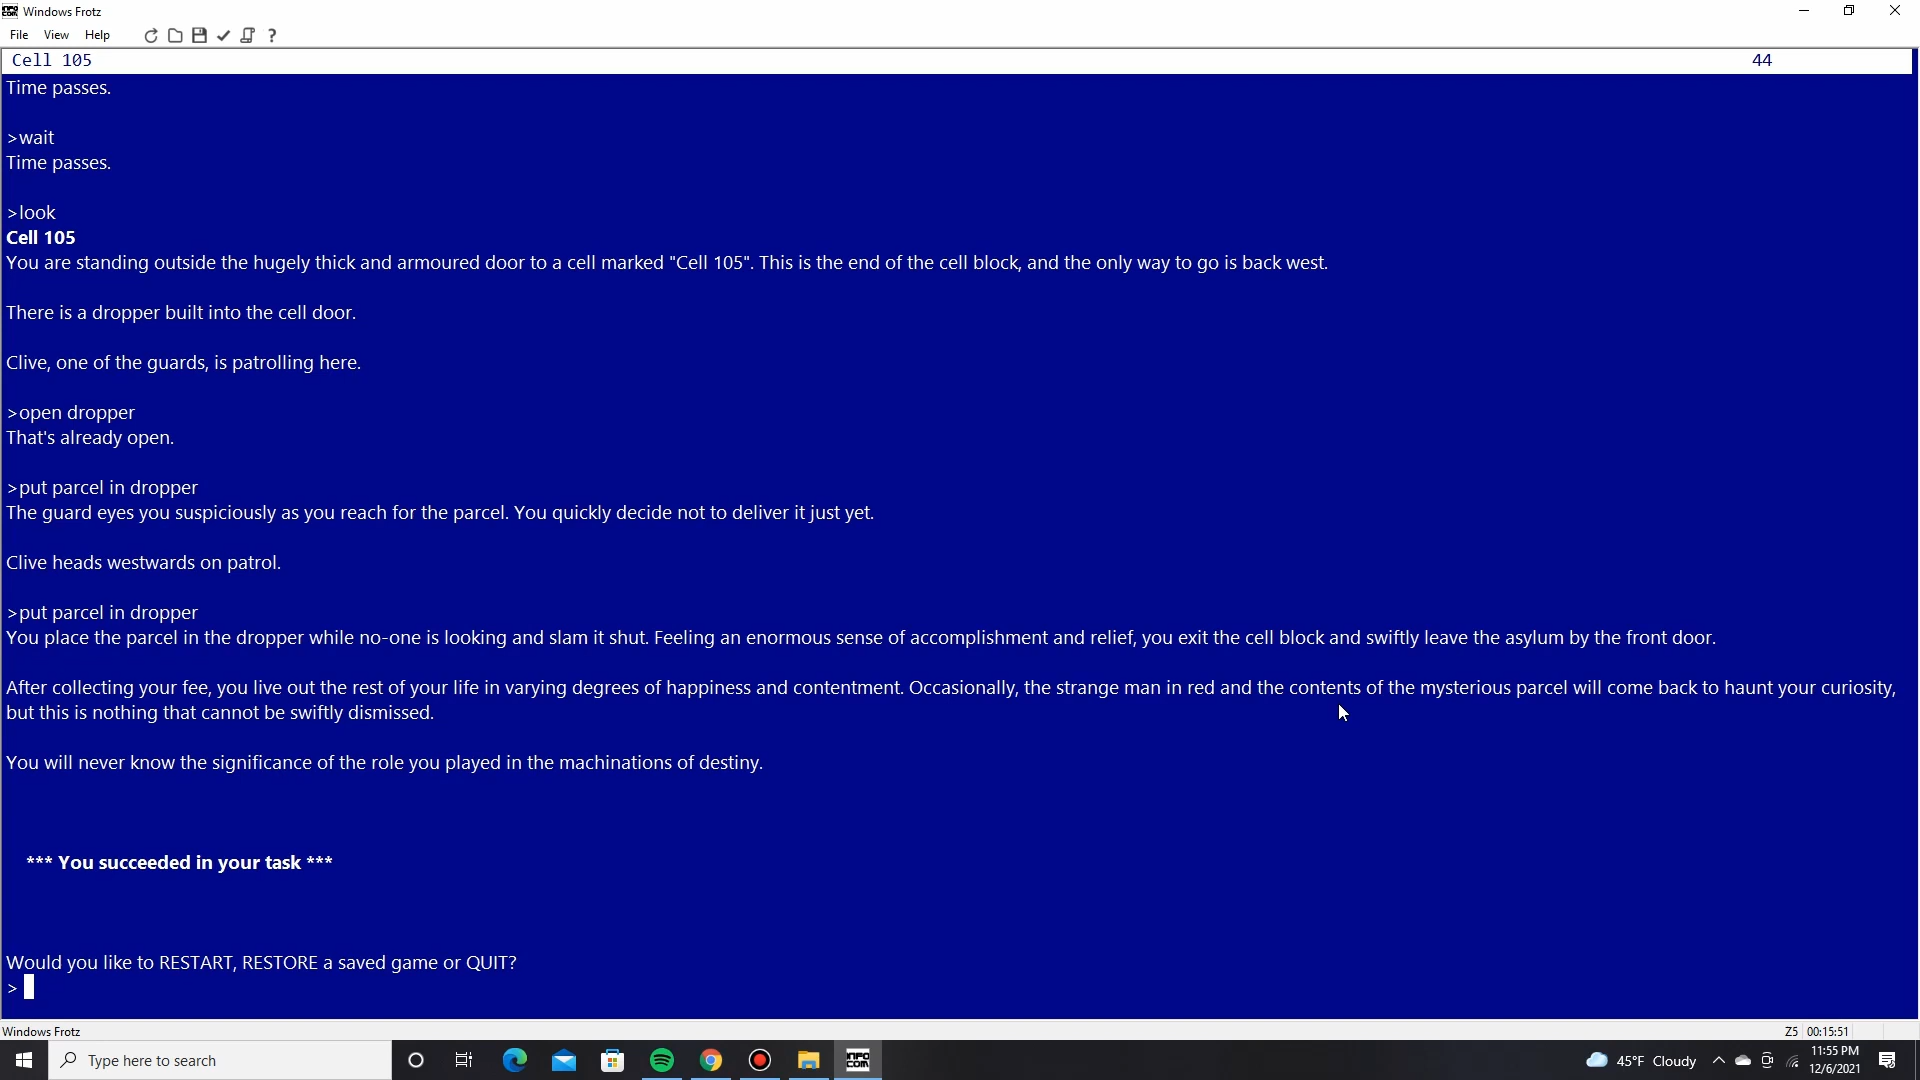 Windows Frotz
File View Help ?
Cell 105 44
Time passes.
>wait
Time passes.
>look
Cell 105
You are standing outside the hugely thick and armoured door to a cell marked "Cell 105". This is the end of the cell block, and the only way to go is back west.
There is a dropper built into the cell door.
Clive, one of the guards, is patrolling here.
>open dropper
That's already open.
>put parcel in dropper
The guard eyes you suspiciously as you reach for the parcel. You quickly decide not to deliver it just yet.
Clive heads westwards on patrol.
>put parcel in dropper
You place the parcel in the dropper while no-one is looking and slam it shut. Feeling an enormous sense of accomplishment and relief, you exit the cell block and swiftly leave the asylum by the front door.
After collecting your fee, you live out the rest of your life in varying degrees of happiness and contentment. Occasionally, the strange man in red and the contents of the mysterious parcel will come back to haunt your curiosity,
but this is nothing that cannot be swiftly dismissed.
You will never know the significance of the role you played in the machinations of destiny.
*** You succeeded in your task ***
Would you like to RESTART, RESTORE a saved game or QUIT?
>
Windows Frotz Z5 00:15:51
Type here to search INFO COM 45°F Cloudy 11:55 PM
12/6/2021